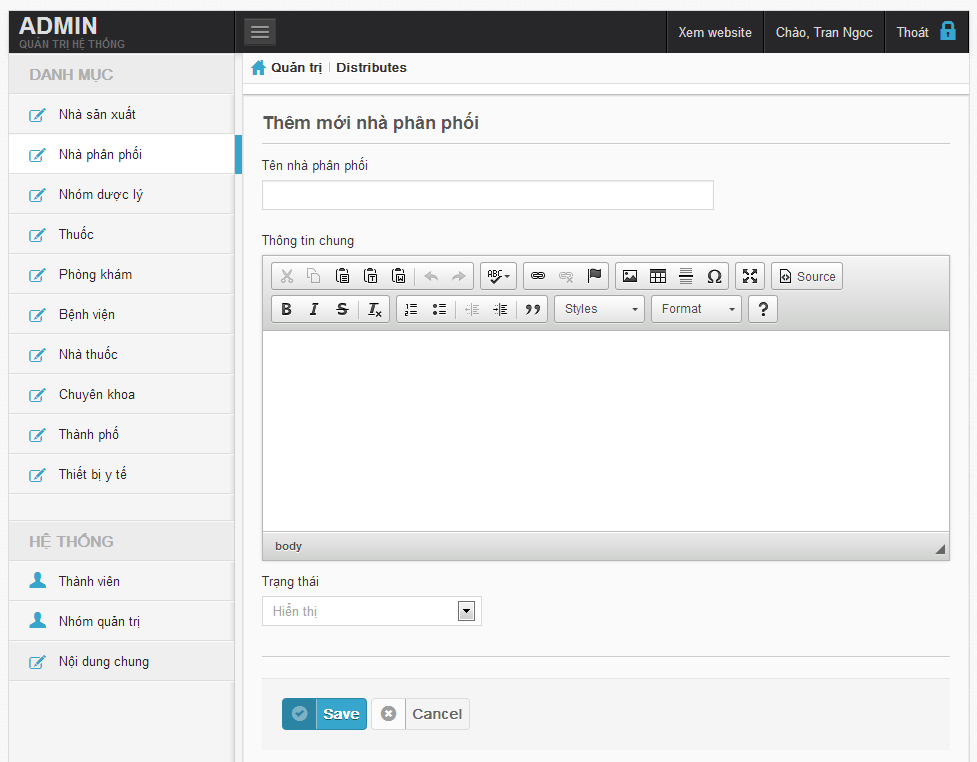 ADMIN
QUẢN TRỊ HỆ THỐNG
Xem website
Chào, Tran Ngoc
Thoát
DANH MỤC
Nhà sản xuất
Nhà phân phối
Nhóm dược lý
Thuốc
Phòng khám
Bệnh viện
Nhà thuốc
Chuyên khoa
Thành phố
Thiết bị y tế
HỆ THỐNG
Thành viên
Nhóm quản trị
Nội dung chung
Quản trị
Distributes
Thêm mới nhà phân phối
Tên nhà phân phối
Thông tin chung
ABC
Source
B I S Tx
Styles
Format
?
body
Trạng thái
Hiển thị
Save
Cancel